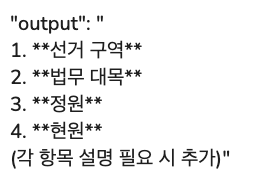 "output": "
1. **선거 구역**
2. **법무 대목**
3. **정원**
4. **현원**
(각 항목 설명 필요 시 추가)"